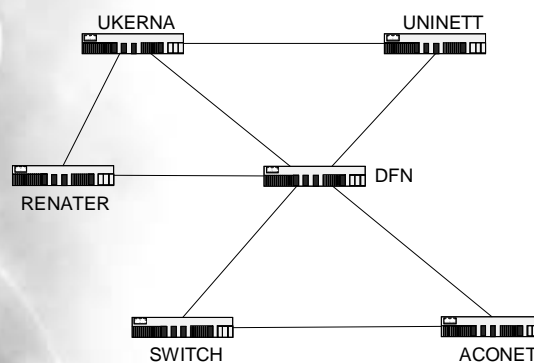 UKERNA
UNINETT
DFN
RENATER
SWITCH
ACONET